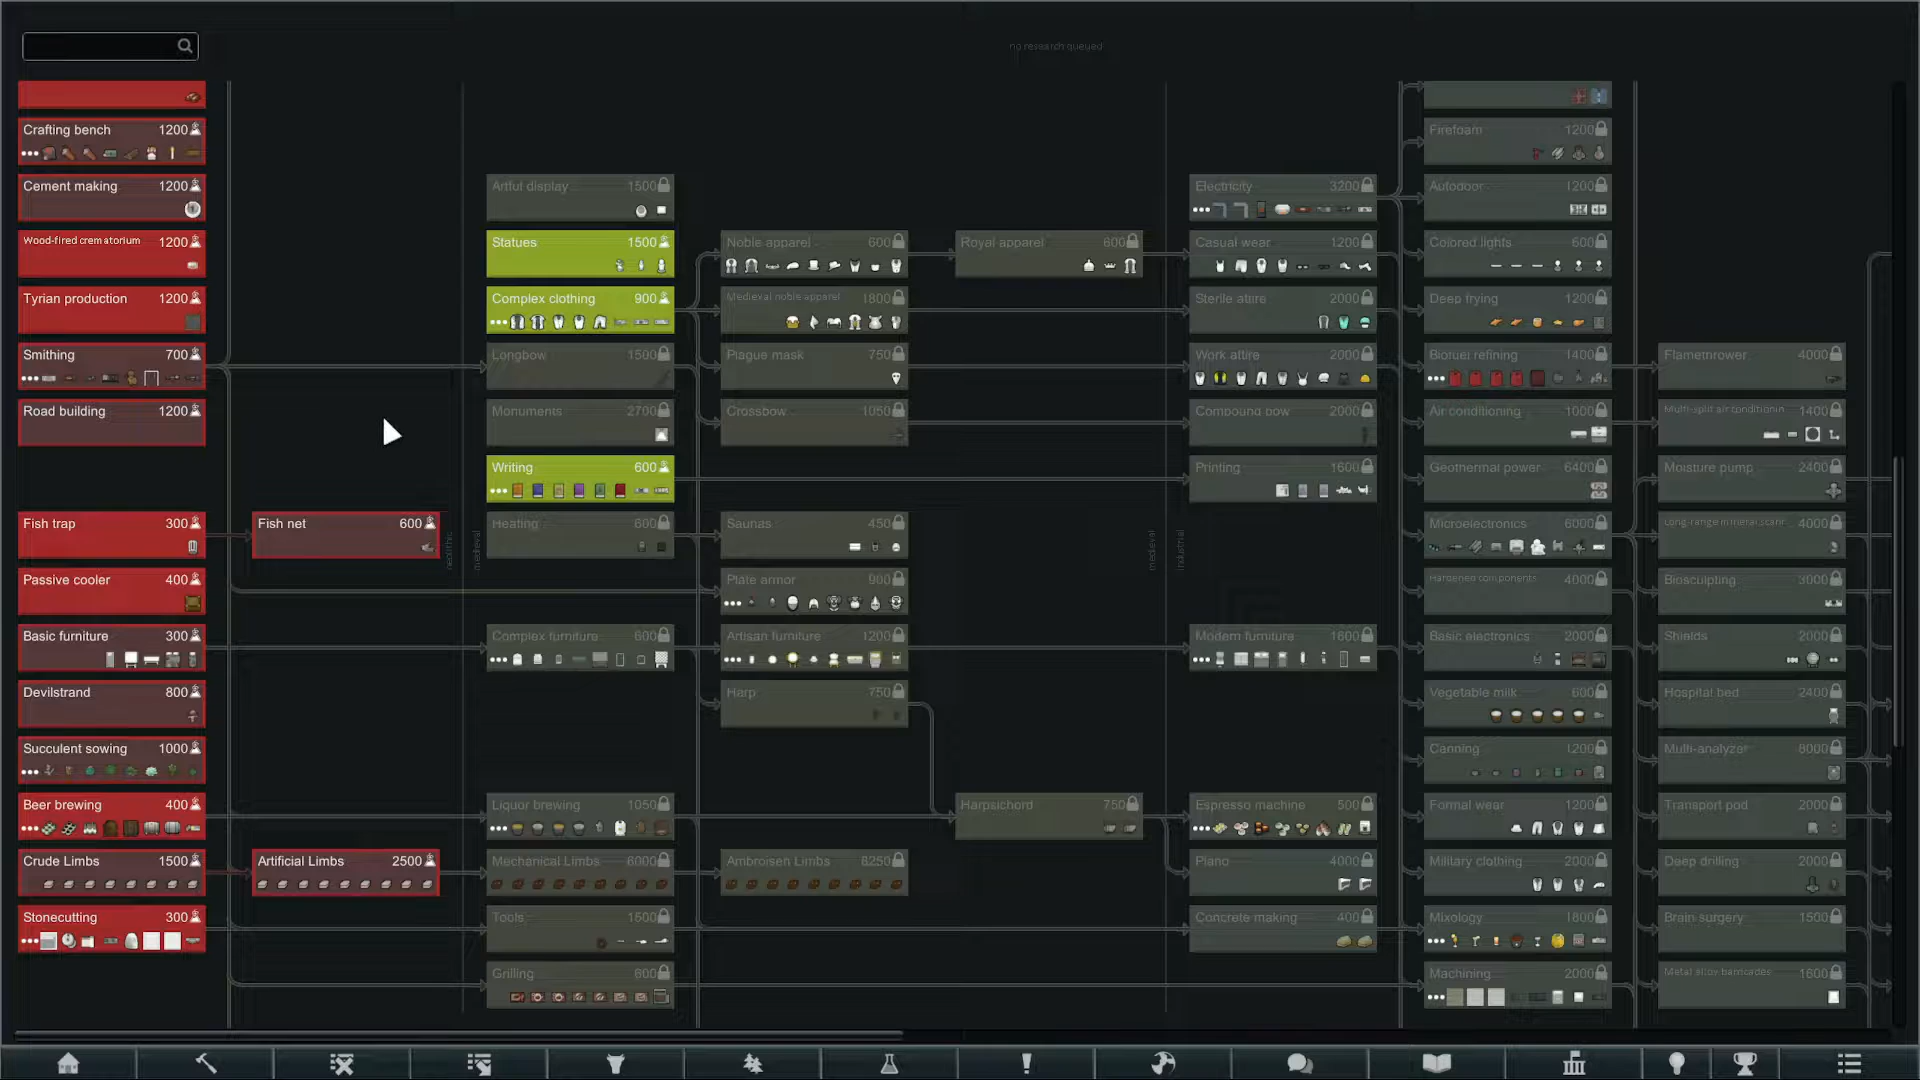 no research queued
Crafting bench 1200
Cement making 1200
Wood-fired crematorium 1200
Tyrian production 1200
Smithing 700
Road building 1200
Fish trap 300
Passive cooler 400
Basic furniture 300
Devilstrand 800
Succulent sowing 1000
Beer brewing 400
Crude Limbs 1500
Stonecutting 300
Fish net 600
Artificial Limbs 2500
neolithic
medieval
Artful display 1500
Statues 1500
Complex clothing 900
Longbow 1500
Monuments 2700
Writing 600
Heating 600
Complex furniture 600
Liquor brewing 1050
Mechanical Limbs 6000
Tools 1500
Grilling 600
Noble apparel 600
Medieval noble apparel 1800
Plague mask 750
Crossbow 1050
Saunas 450
Plate armor 900
Artisan furniture 1200
Harp 750
Ambroisen Limbs 8250
Royal apparel 600
Harpsichord 750
medieval
industrial
Electricity 3200
Casual wear 1200
Sterile attire 2000
Work attire 2000
Compound bow 2000
Printing 1600
Modern furniture 1600
Espresso machine 500
Piano 4000
Concrete making 400
Firefoam 1200
Autodoor 1200
Colored lights 600
Deep frying 1200
Biofuel refining 1400
Air conditioning 1000
Geothermal power 6400
Microelectronics 6000
Hardened components 4000
Basic electronics 2000
Vegetable milk 600
Canning 1200
Formal wear 1200
Military clothing 2000
Mixology 1800
Machining 2000
Flamethrower 4000
Multi-split air conditionin 1400
Moisture pump 2400
Long-range mineral scann 4000
Biosculpting 3000
Shields 2000
Hospital bed 2400
Multi-analyzer 8000
Transport pod 2000
Deep drilling 2000
Brain surgery 1500
Metal alloy barricades 1600